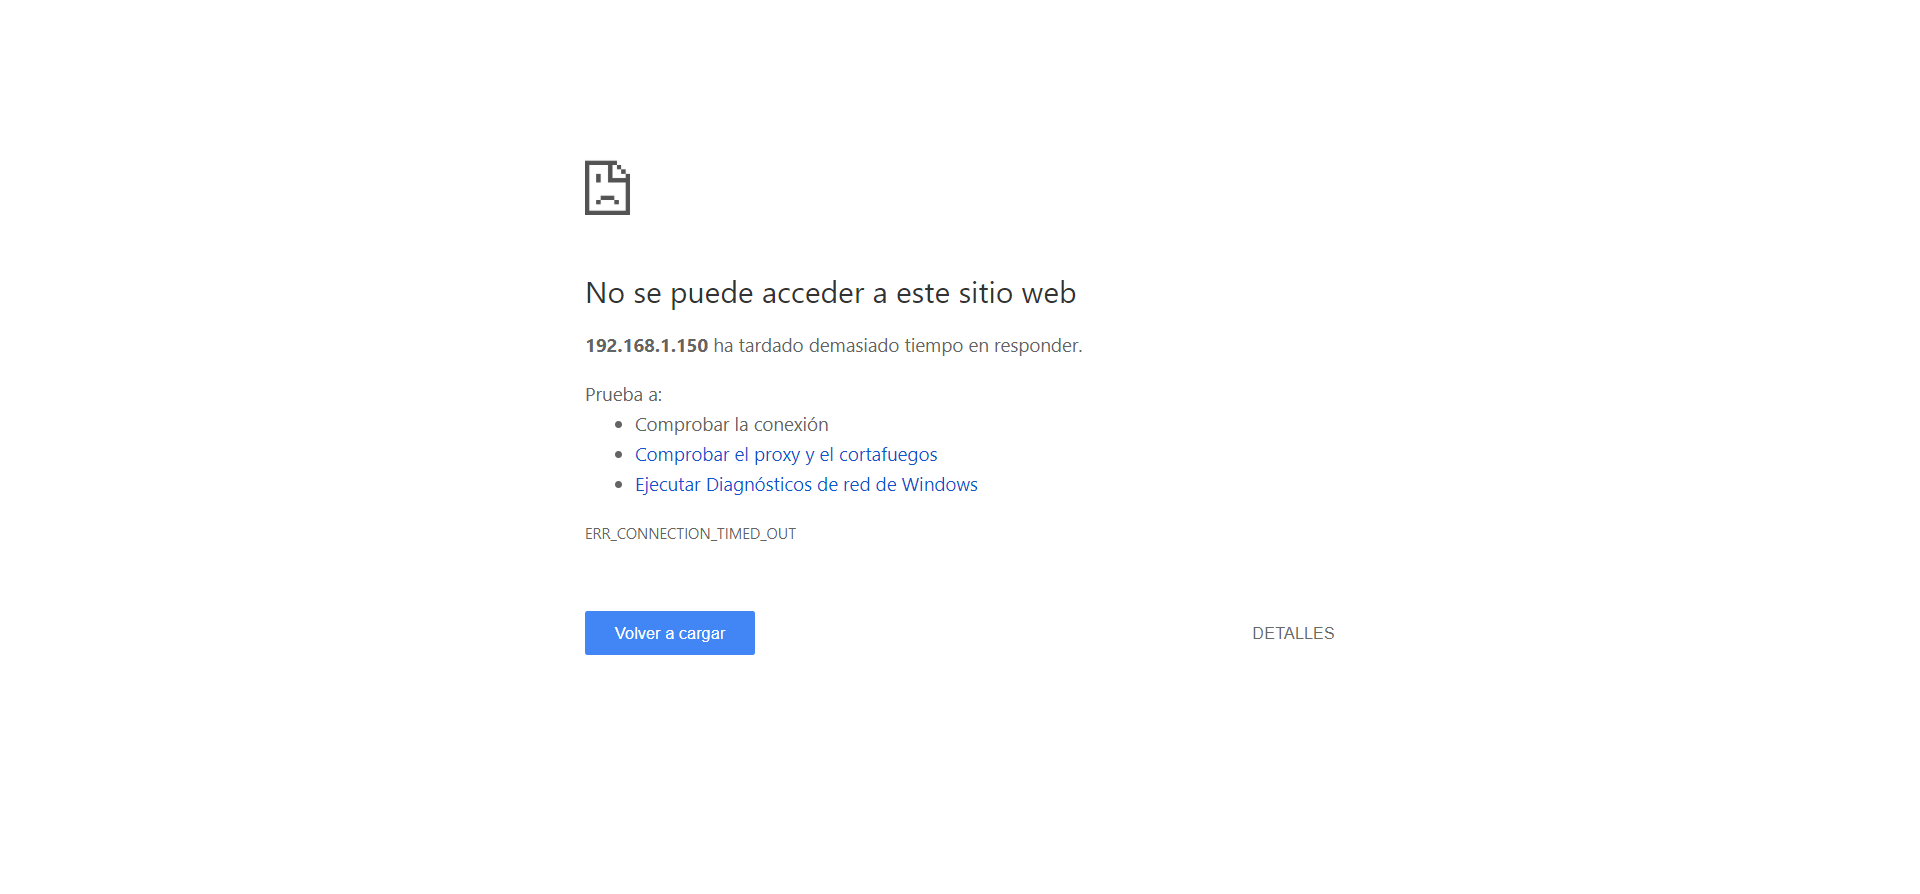 No se puede acceder a este sitio web
192.168.1.150 ha tardado demasiado tiempo en responder.
Prueba a:
Comprobar la conexión
Comprobar el proxy y el cortafuegos
Ejecutar Diagnósticos de red de Windows
ERR_CONNECTION_TIMED_OUT
Volver a cargar
DETALLES